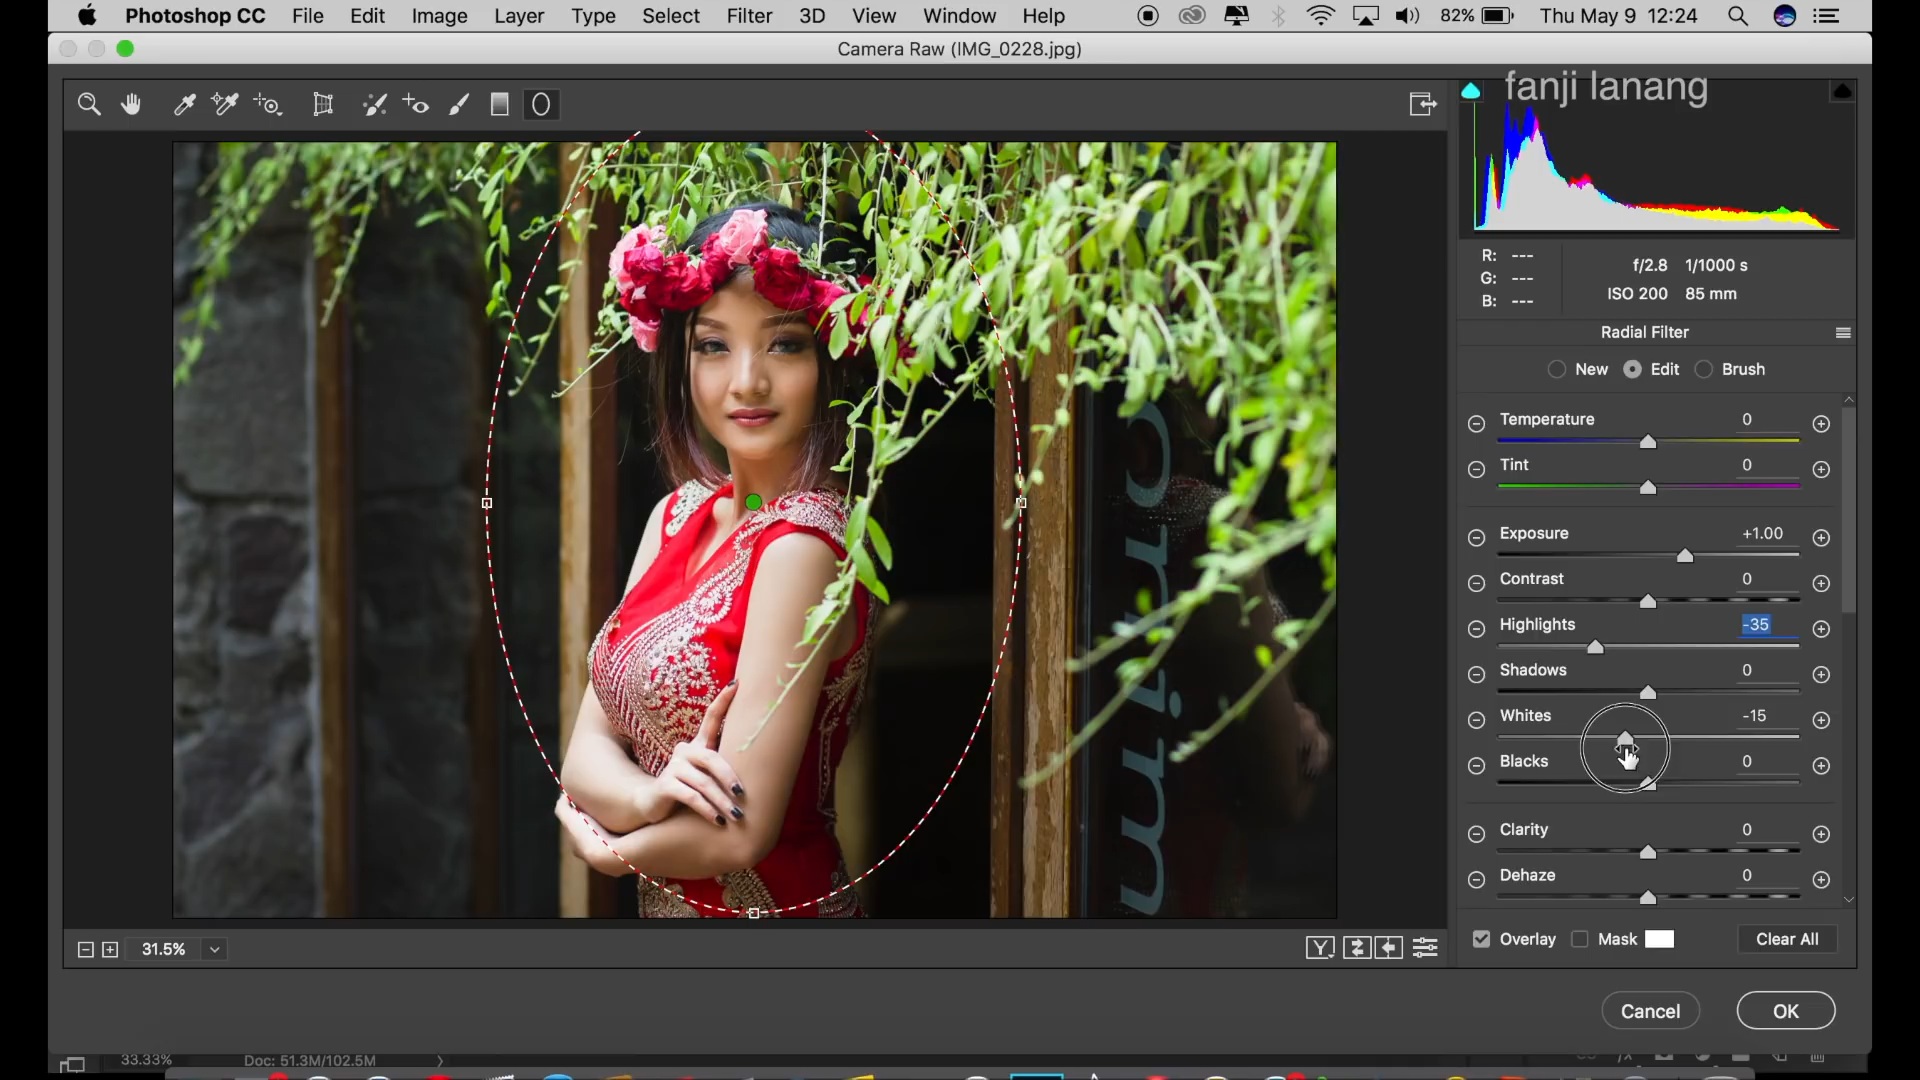 Photoshop CC File Edit Image Layer Type Select Filter 3D View Window Help 82% Thu May 9 12:24
Camera Raw (IMG_0228.jpg)
fanji lanang
R: ---
G: ---
B: ---
f/2.8 1/1000 s
ISO 200 85 mm
Radial Filter
New Edit Brush
Temperature 0
Tint 0
Exposure +1.00
Contrast 0
Highlights -35
Shadows 0
Whites -15
Blacks 0
Clarity 0
Dehaze 0
31.5%
Y
Overlay Mask Clear All
Cancel OK
33.33% Doc: 51.3M/102.5M